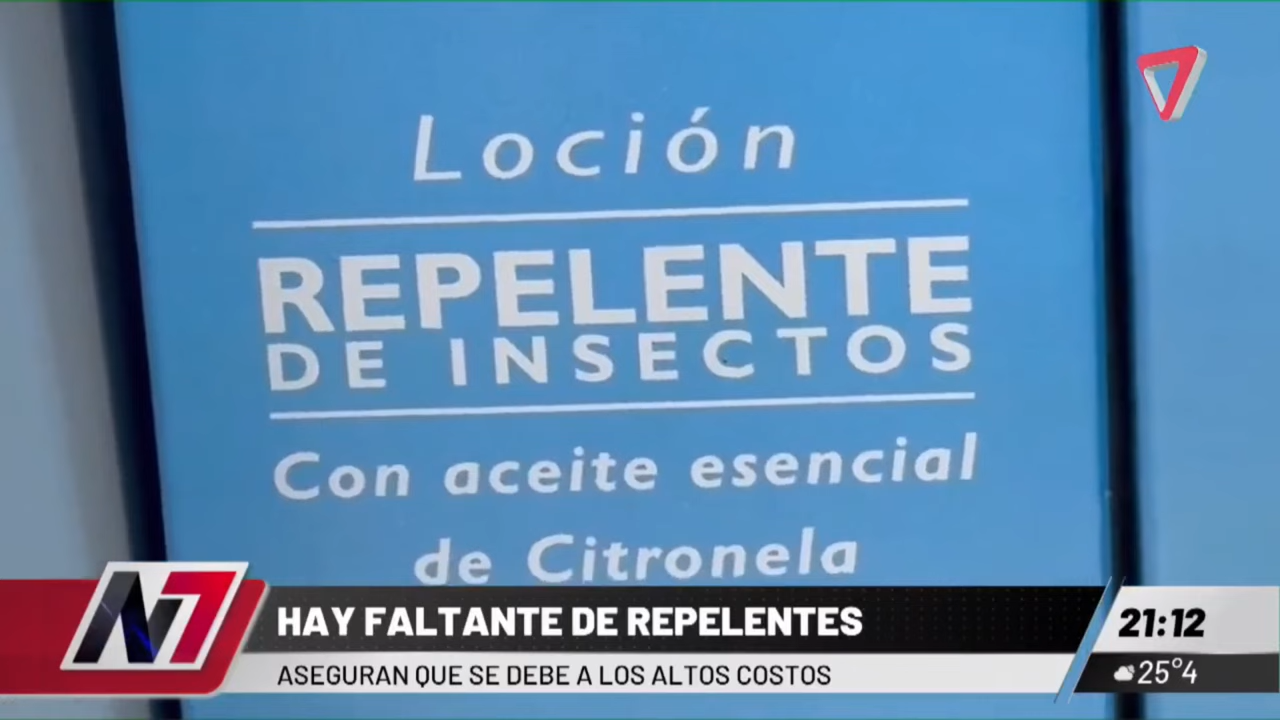 Loción
REPELENTE
DE INSECTOS
Con aceite esencial
de Citronela
N7
HAY FALTANTE DE REPELENTES
21:12
ASEGURAN QUE SE DEBE A LOS ALTOS COSTOS
25°4